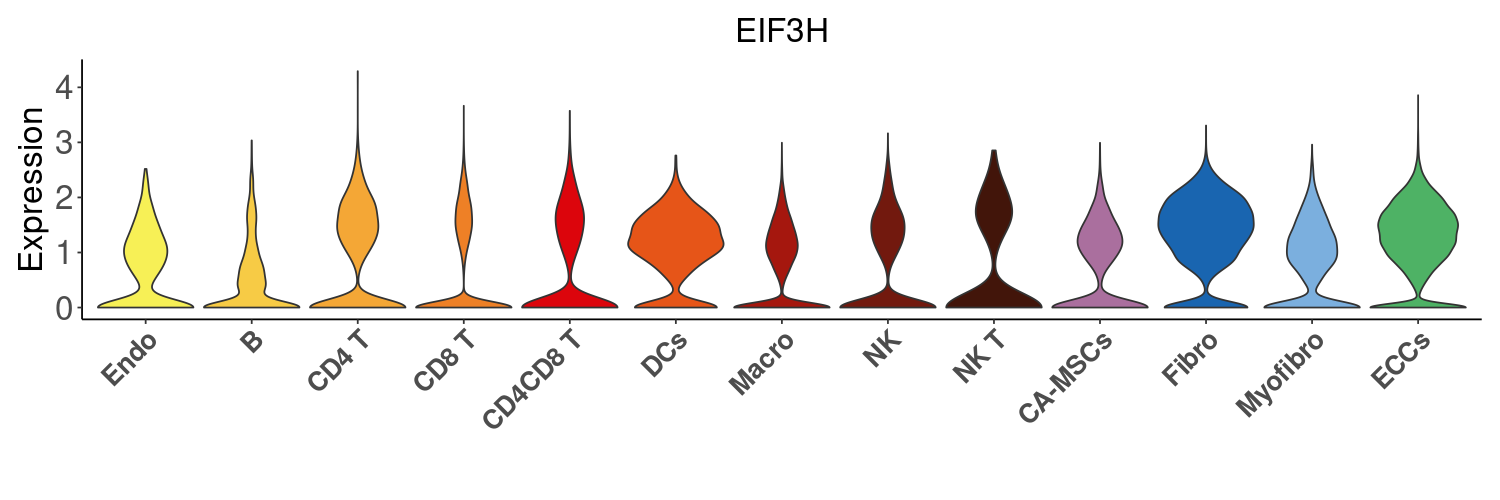 EIF3H
Expression
4
3
2
1
0
Endo
B
CD4 T
CD8 T
CD4CD8 T
DCs
Macro
NK
NK T
CA-MSCs
Fibro
Myofibro
ECCs